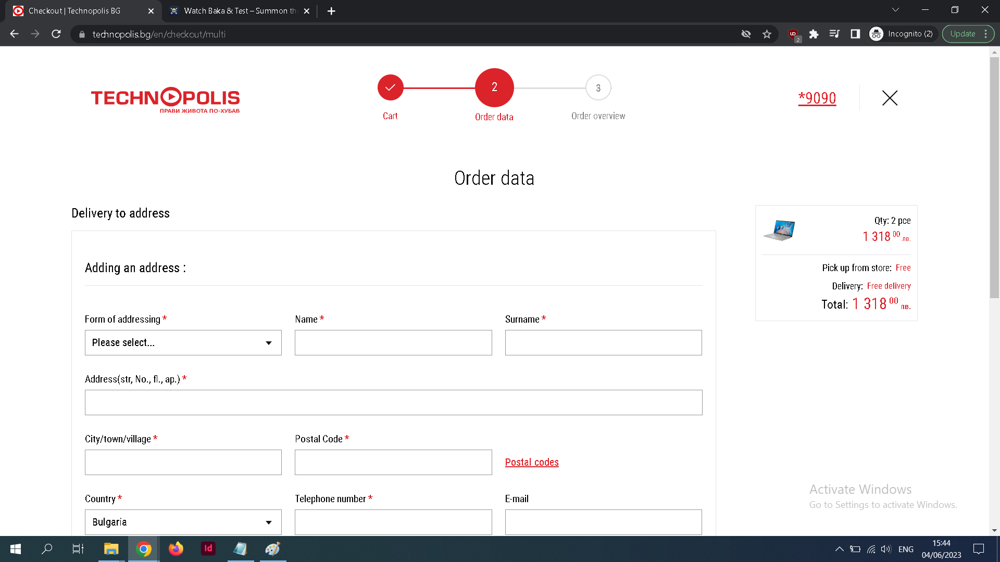 Checkout | Technopolis BG
Watch Baka & Test – Summon the
technopolis.bg/en/checkout/multi
2
Incognito (2)
Update
TECHNOPOLIS
ПРАВИ ЖИВОТА ПО-ХУБАВ
2
3
Cart
Order data
Order overview
*9090
Order data
Delivery to address
Qty: 2 pce
1 318 00 лв.
Pick up from store: Free
Delivery: Free delivery
Total: 1 318 00 лв.
Adding an address :
Form of addressing *
Name *
Surname *
Please select...
Address(str, No., fl., ap.) *
City/town/village *
Postal Code *
Postal codes
Country *
Telephone number *
E-mail
Bulgaria
Activate Windows
Go to Settings to activate Windows.
Id
ENG
15:44
04/06/2023